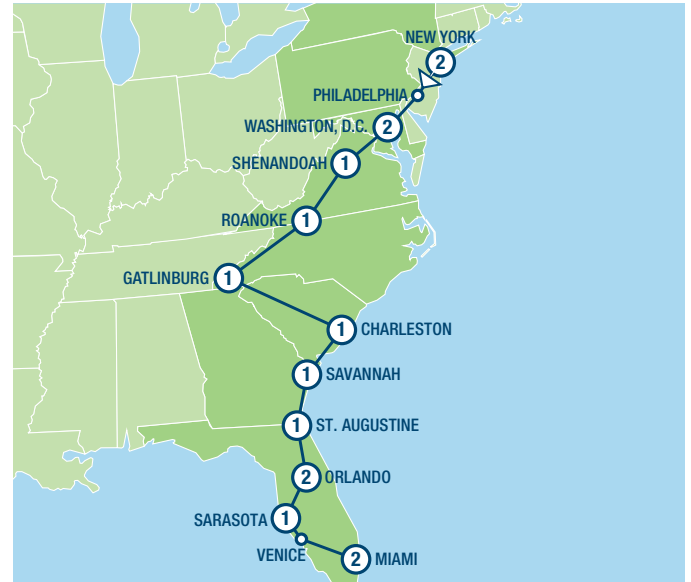 NEW YORK
2
PHILADELPHIA
WASHINGTON, D.C.
2
SHENANDOAH
1
ROANOKE
1
GATLINBURG
1
1
CHARLESTON
1
SAVANNAH
1
ST. AUGUSTINE
2
ORLANDO
SARASOTA
1
VENICE
2
MIAMI